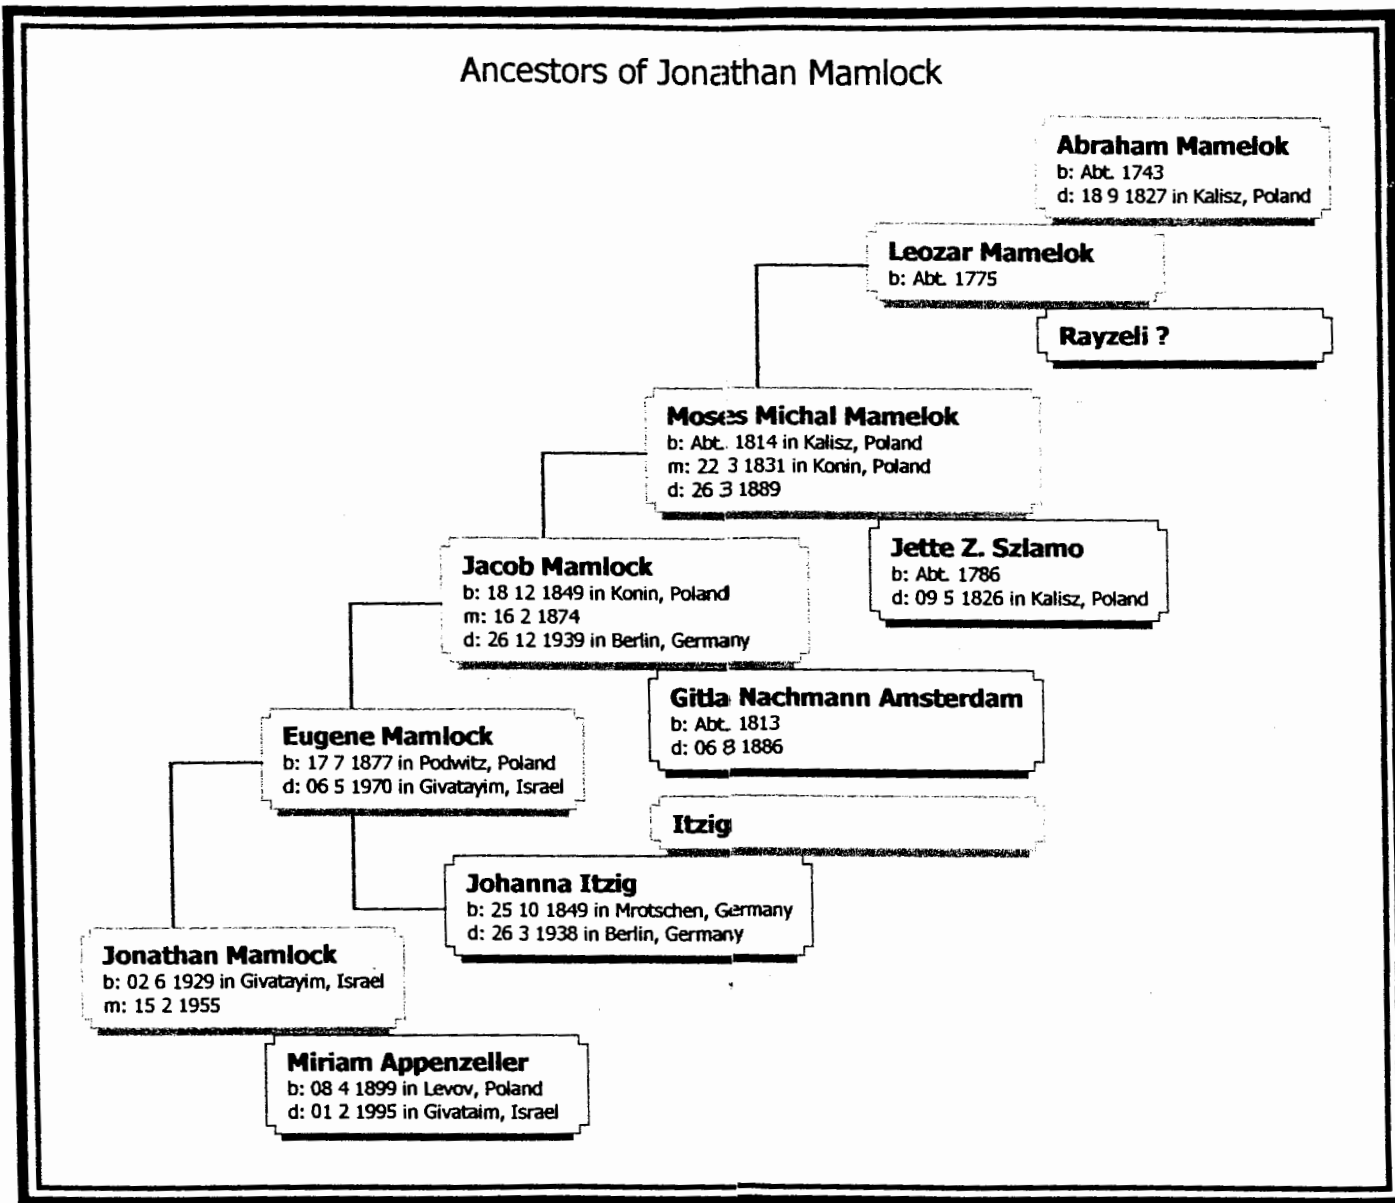 Ancestors of Jonathan Mamlock
Abraham Mamelok
b: Abt. 1743
d: 18 9 1827 in Kalisz, Poland
Leozar Mamelok
b: Abt. 1775
Rayzeli ?
Moses Michal Mamelok
b: Abt. 1814 in Kalisz, Poland
m: 22 3 1831 in Konin, Poland
d: 26 3 1889
Jette Z. Szlamo
b: Abt. 1786
d: 09 5 1826 in Kalisz, Poland
Jacob Mamlock
b: 18 12 1849 in Konin, Poland
m: 16 2 1874
d: 26 12 1939 in Berlin, Germany
Gitla Nachmann Amsterdam
b: Abt. 1813
d: 06 8 1886
Eugene Mamlock
b: 17 7 1877 in Podwitz, Poland
d: 06 5 1970 in Givatayim, Israel
Itzig
Johanna Itzig
b: 25 10 1849 in Mrotschen, Germany
d: 26 3 1938 in Berlin, Germany
Jonathan Mamlock
b: 02 6 1929 in Givatayim, Israel
m: 15 2 1955
Miriam Appenzeller
b: 08 4 1899 in Levov, Poland
d: 01 2 1995 in Givataim, Israel